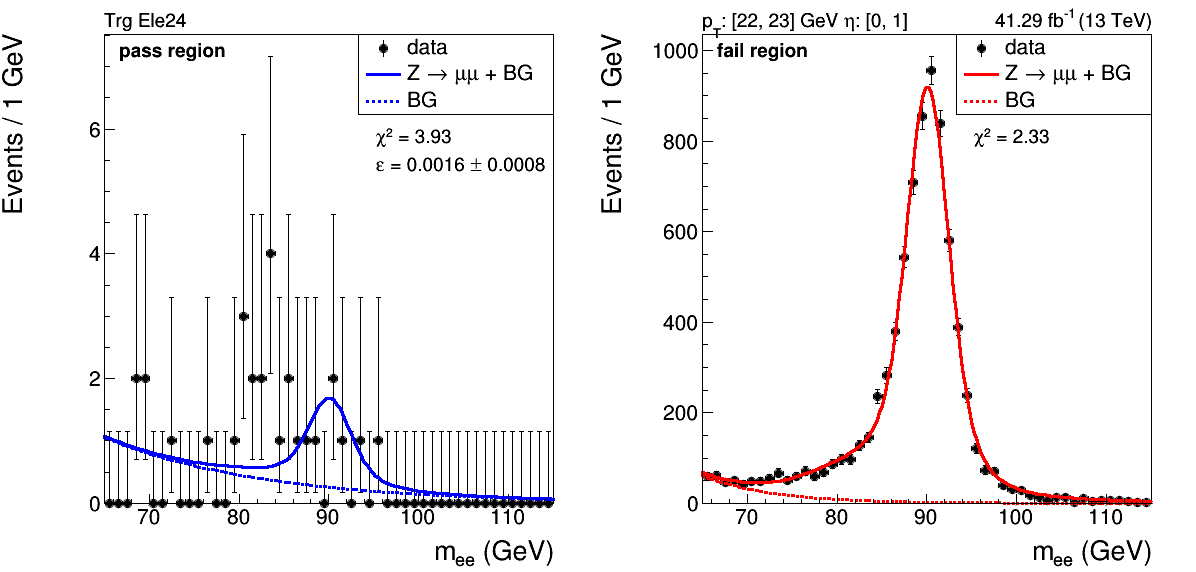 Trg Ele24
pass region
data
Z → μμ + BG
BG
χ² = 3.93
ε = 0.0016 ± 0.0008
Events / 1 GeV
0
2
4
6
70
80
90
100
110
m_ee (GeV)
p_T: [22, 23] GeV η: [0, 1]
41.29 fb⁻¹ (13 TeV)
fail region
data
Z → μμ + BG
BG
χ² = 2.33
Events / 1 GeV
0
200
400
600
800
1000
70
80
90
100
110
m_ee (GeV)